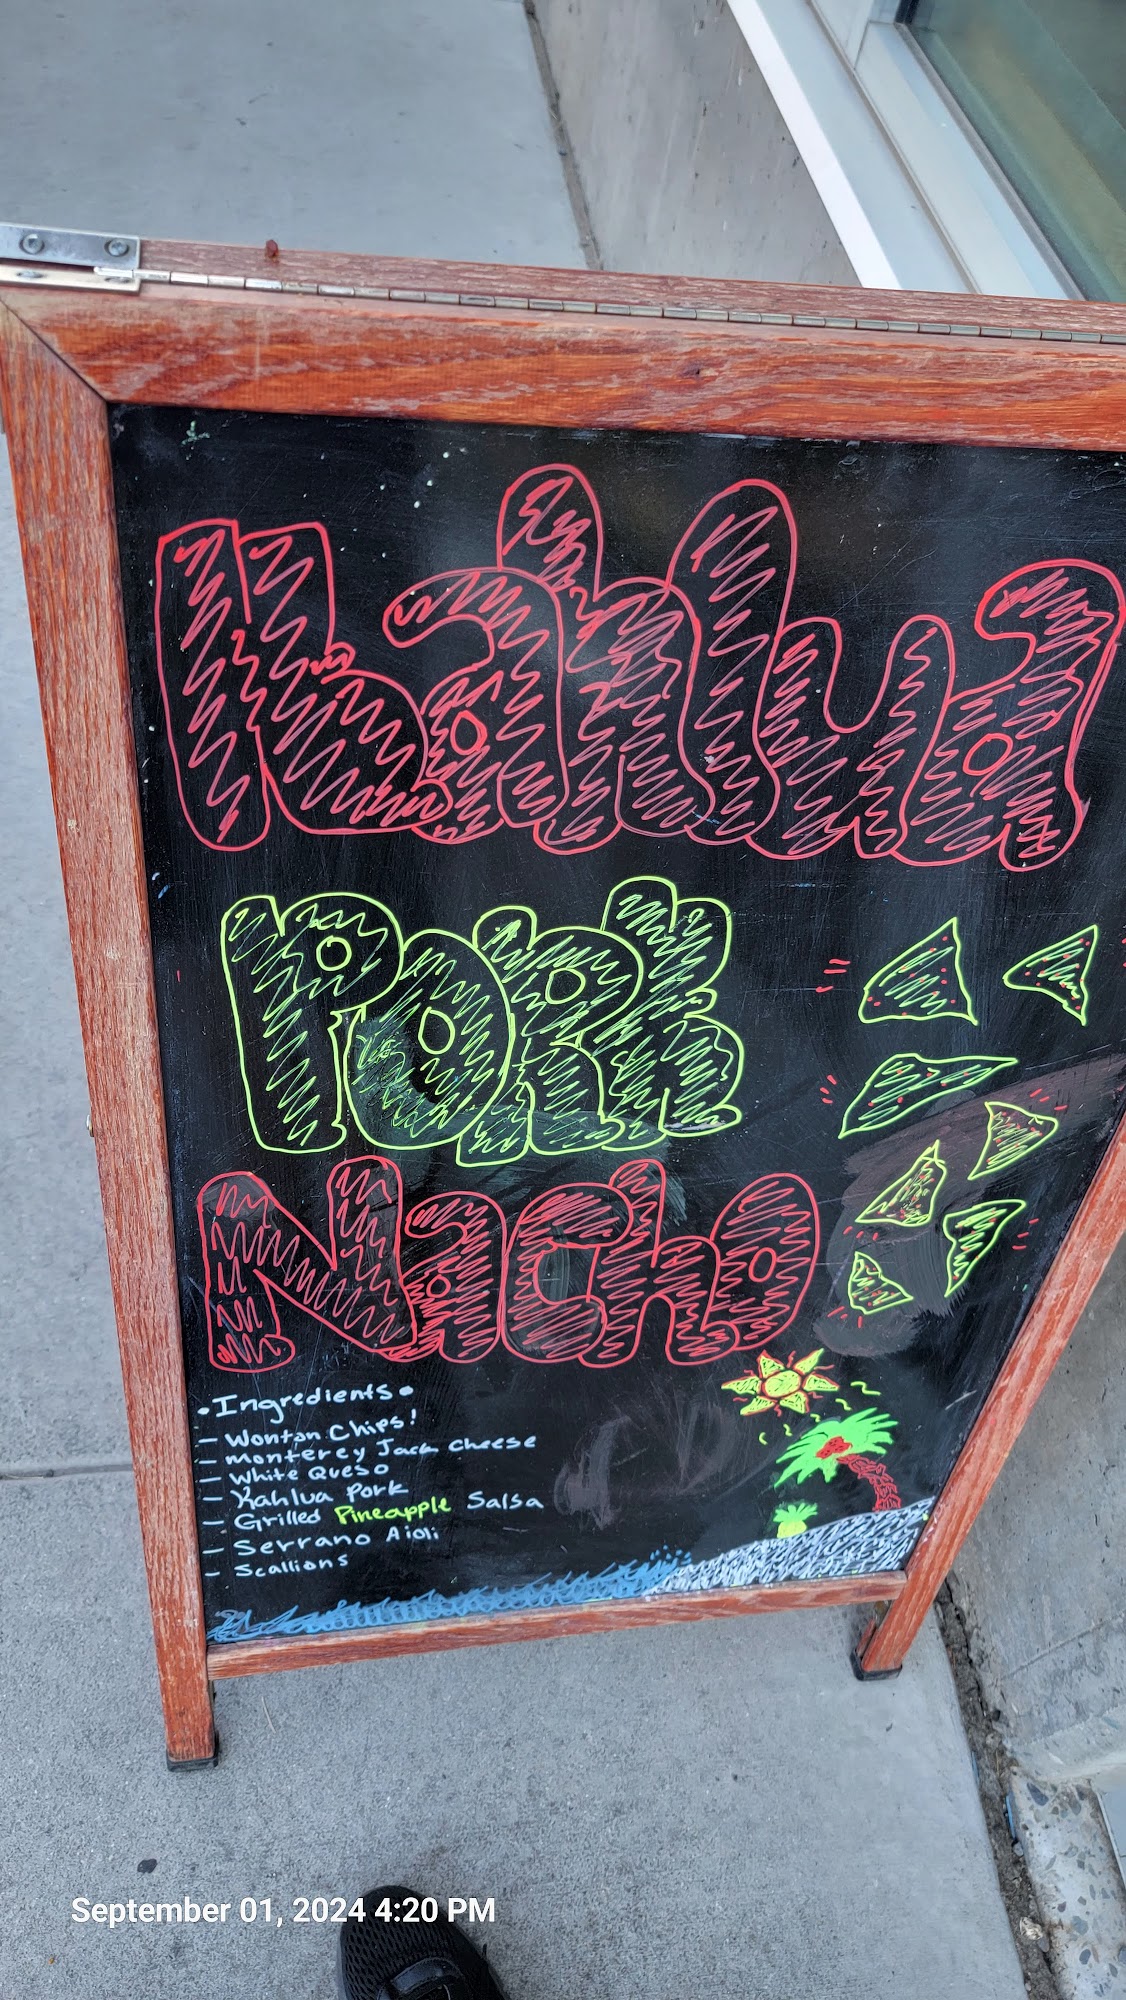 Kahlua
PORK
Nacho
• Ingredients •
- Wonton Chips!
- Monterey Jack cheese
- White Queso
- Kahlua Pork
- Grilled Pineapple Salsa
- Serrano Aioli
- Scallions
September 01, 2024 4:20 PM